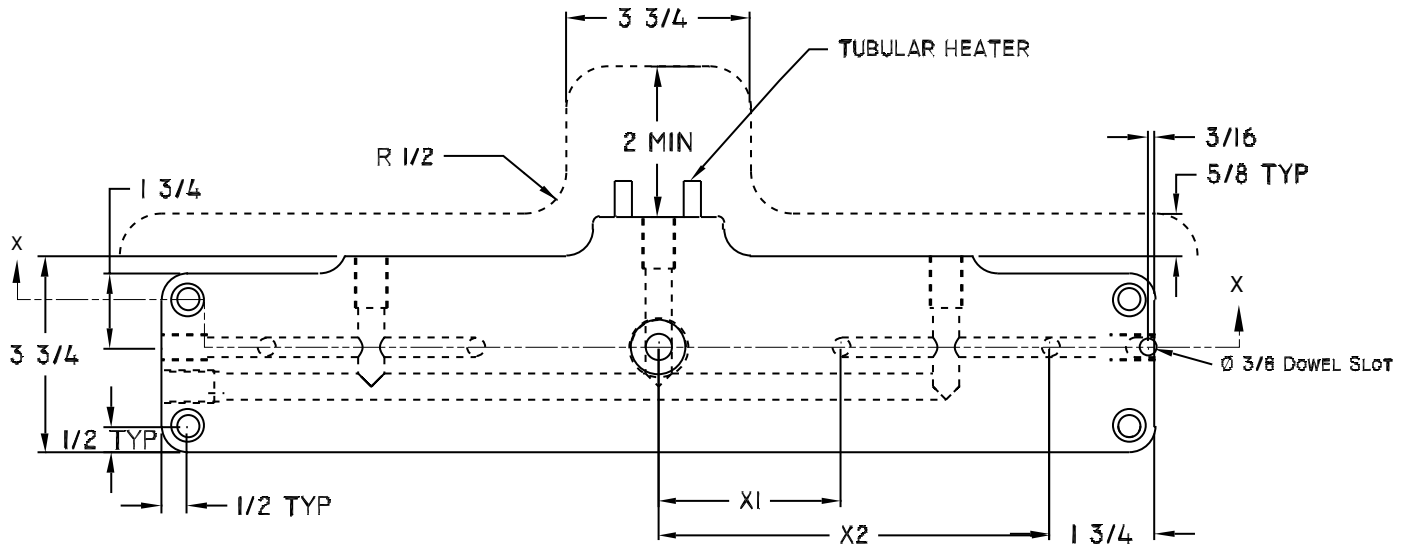 3 3/4
TUBULAR HEATER
2 MIN
3/16
R 1/2
5/8 TYP
1 3/4
X
X
3 3/4
Ø 3/8 DOWEL SLOT
1/2 TYP
1/2 TYP
X1
X2
1 3/4